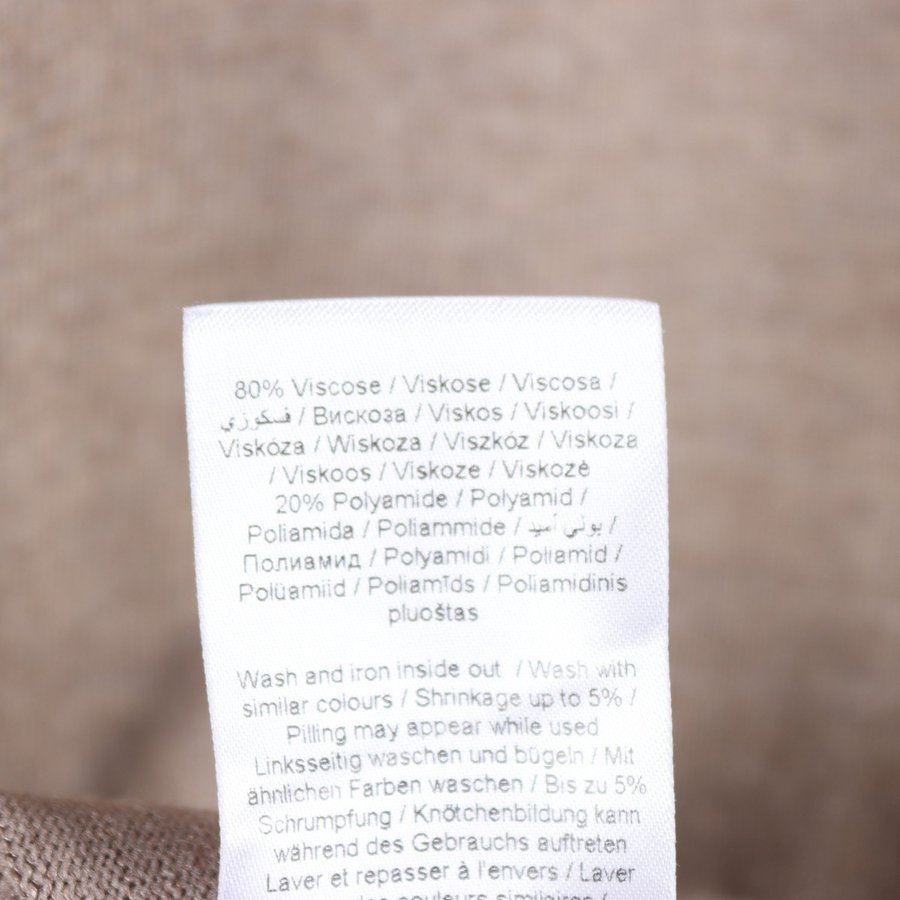 80% Viscose / Viskose / Viscosa /
فسكوزي / Вискоза / Viskos / Viskoosi /
Viskóza / Wiskoza / Viszkóz / Viskoza
/ Viskoos / Viskoze / Viskozė
20% Polyamide / Polyamid /
Poliamida / Poliammide / بولي أميد /
Полиамид / Polyamidi / Poliamid /
Polüamiid / Poliamīds / Poliamidinis
pluoštas
Wash and iron inside out / Wash with
similar colours / Shrinkage up to 5% /
Pilling may appear while used
Linksseitig waschen und bügeln / Mit
ähnlichen Farben waschen / Bis zu 5%
Schrumpfung / Knötchenbildung kann
während des Gebrauchs auftreten
Laver et repasser à l'envers / Laver
des couleurs similaires /